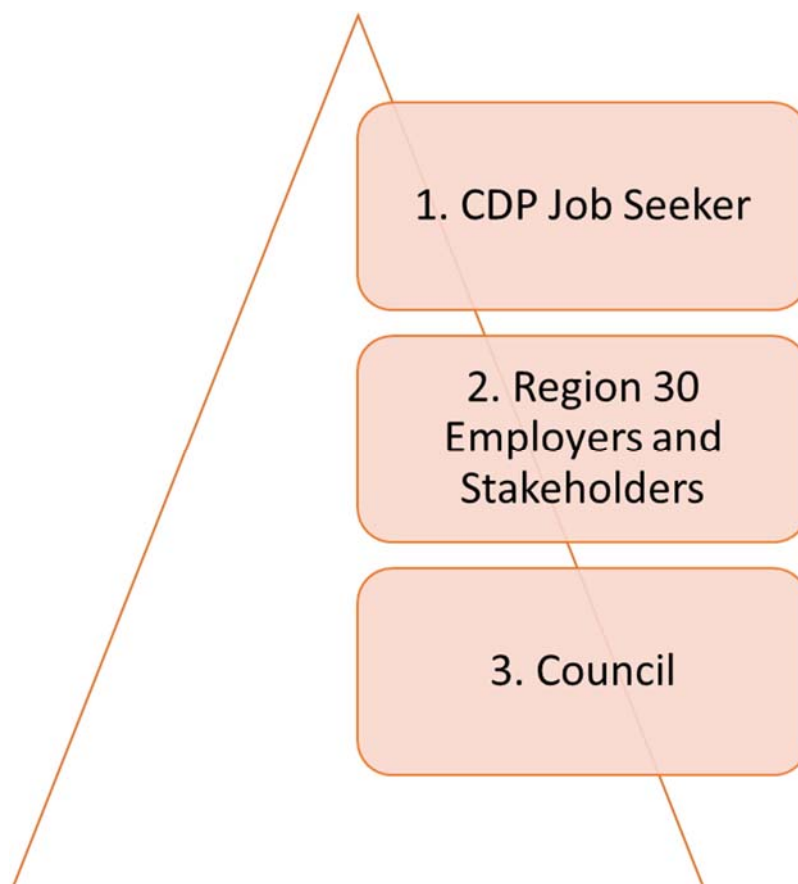 1. CDP Job Seeker
2. Region 30
Employers and
Stakeholders
3. Council